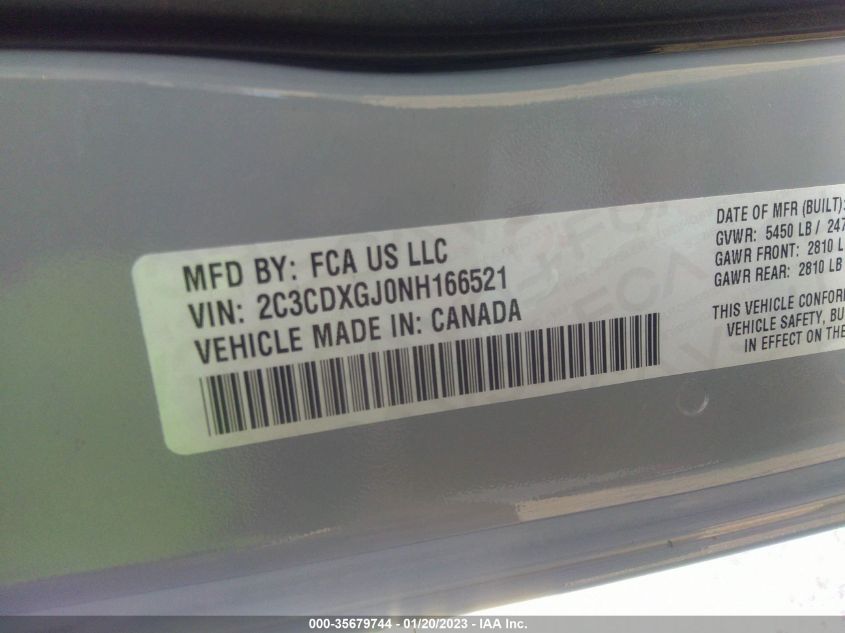 MFD BY: FCA US LLC
VIN: 2C3CDXGJ0NH166521
VEHICLE MADE IN: CANADA
DATE OF MFR (BUILT):
GVWR: 5450 LB / 247
GAWR FRONT: 2810 L
GAWR REAR: 2810 LB
THIS VEHICLE CONFOR
VEHICLE SAFETY, BU
IN EFFECT ON THE
000-35679744 - 01/20/2023 - IAA Inc.